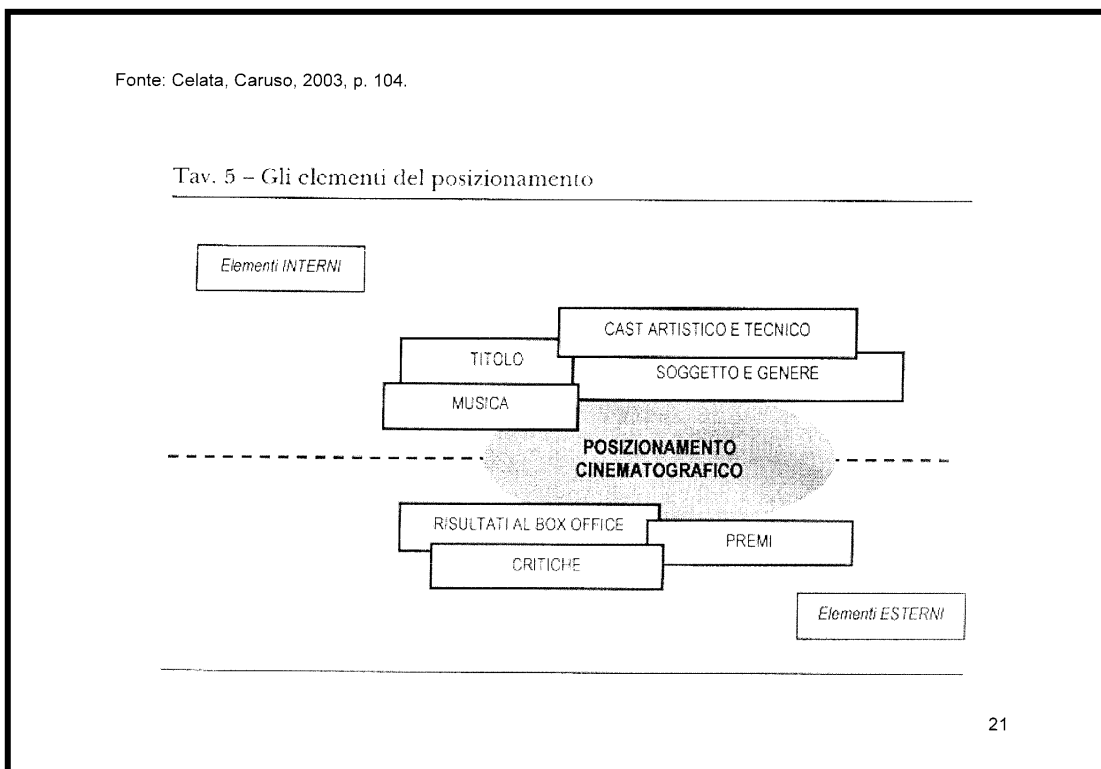 Fonte: Celata, Caruso, 2003, p. 104.
Tav. 5 – Gli elementi del posizionamento
Elementi INTERNI
CAST ARTISTICO E TECNICO
TITOLO
SOGGETTO E GENERE
MUSICA
POSIZIONAMENTO
CINEMATOGRAFICO
RISULTATI AL BOX OFFICE
PREMI
CRITICHE
Elementi ESTERNI
21